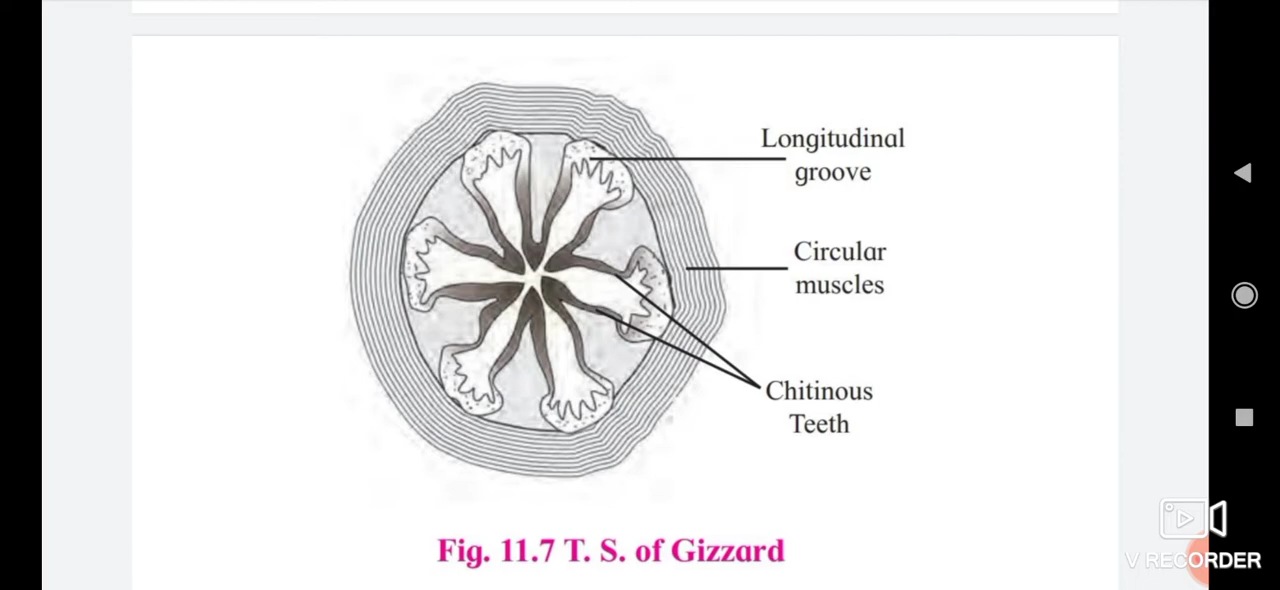 Longitudinal
groove
Circular
muscles
Chitinous
Teeth
Fig. 11.7 T. S. of Gizzard
V RECORDER